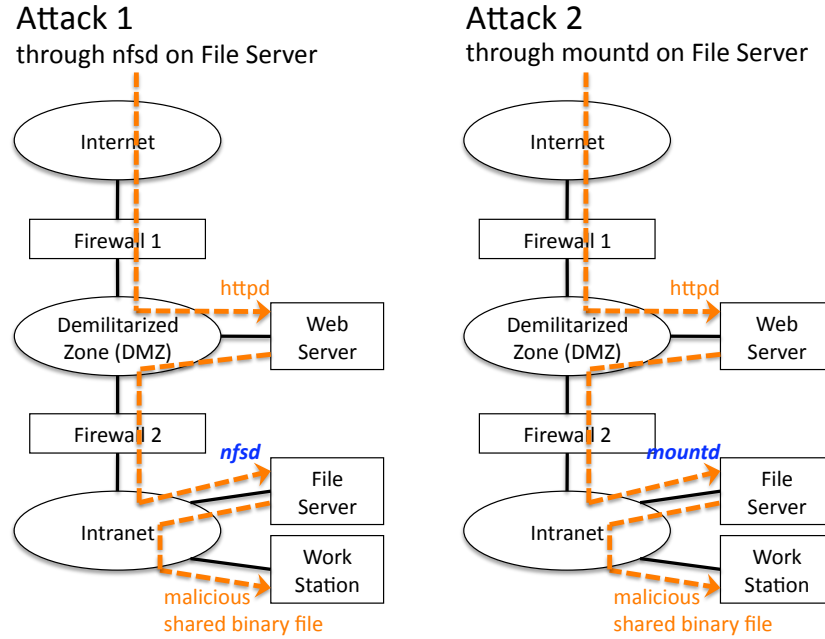 Attack 1
through nfsd on File Server
Internet
Firewall 1
httpd
Demilitarized
Zone (DMZ)
Web
Server
Firewall 2
nfsd
File
Server
Intranet
Work
Station
malicious
shared binary file
Attack 2
through mountd on File Server
Internet
Firewall 1
httpd
Demilitarized
Zone (DMZ)
Web
Server
Firewall 2
mountd
File
Server
Intranet
Work
Station
malicious
shared binary file